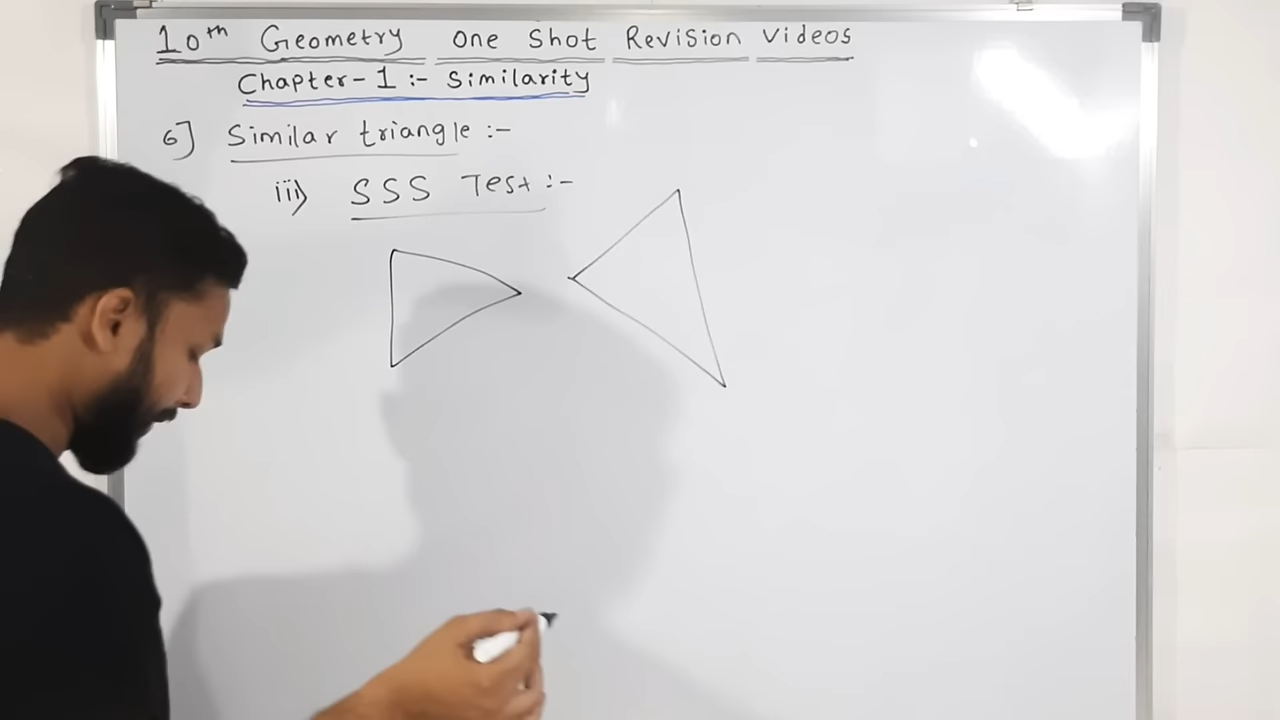 10th Geometry one Shot Revision Videos
Chapter-1 :- Similarity
6] Similar triangle :-
iii) SSS Test :-